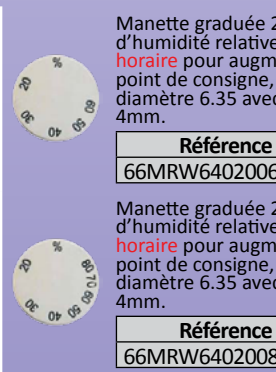 Manette graduée 2
d’humidité relative
horaire pour augm
point de consigne,
diamètre 6.35 avec
4mm.
% 20 30 40 50 60
Référence
66MRW6402006
Manette graduée 2
d’humidité relative
horaire pour augm
point de consigne,
diamètre 6.35 avec
4mm.
% 20 30 40 50 60 70 80
Référence
66MRW6402008